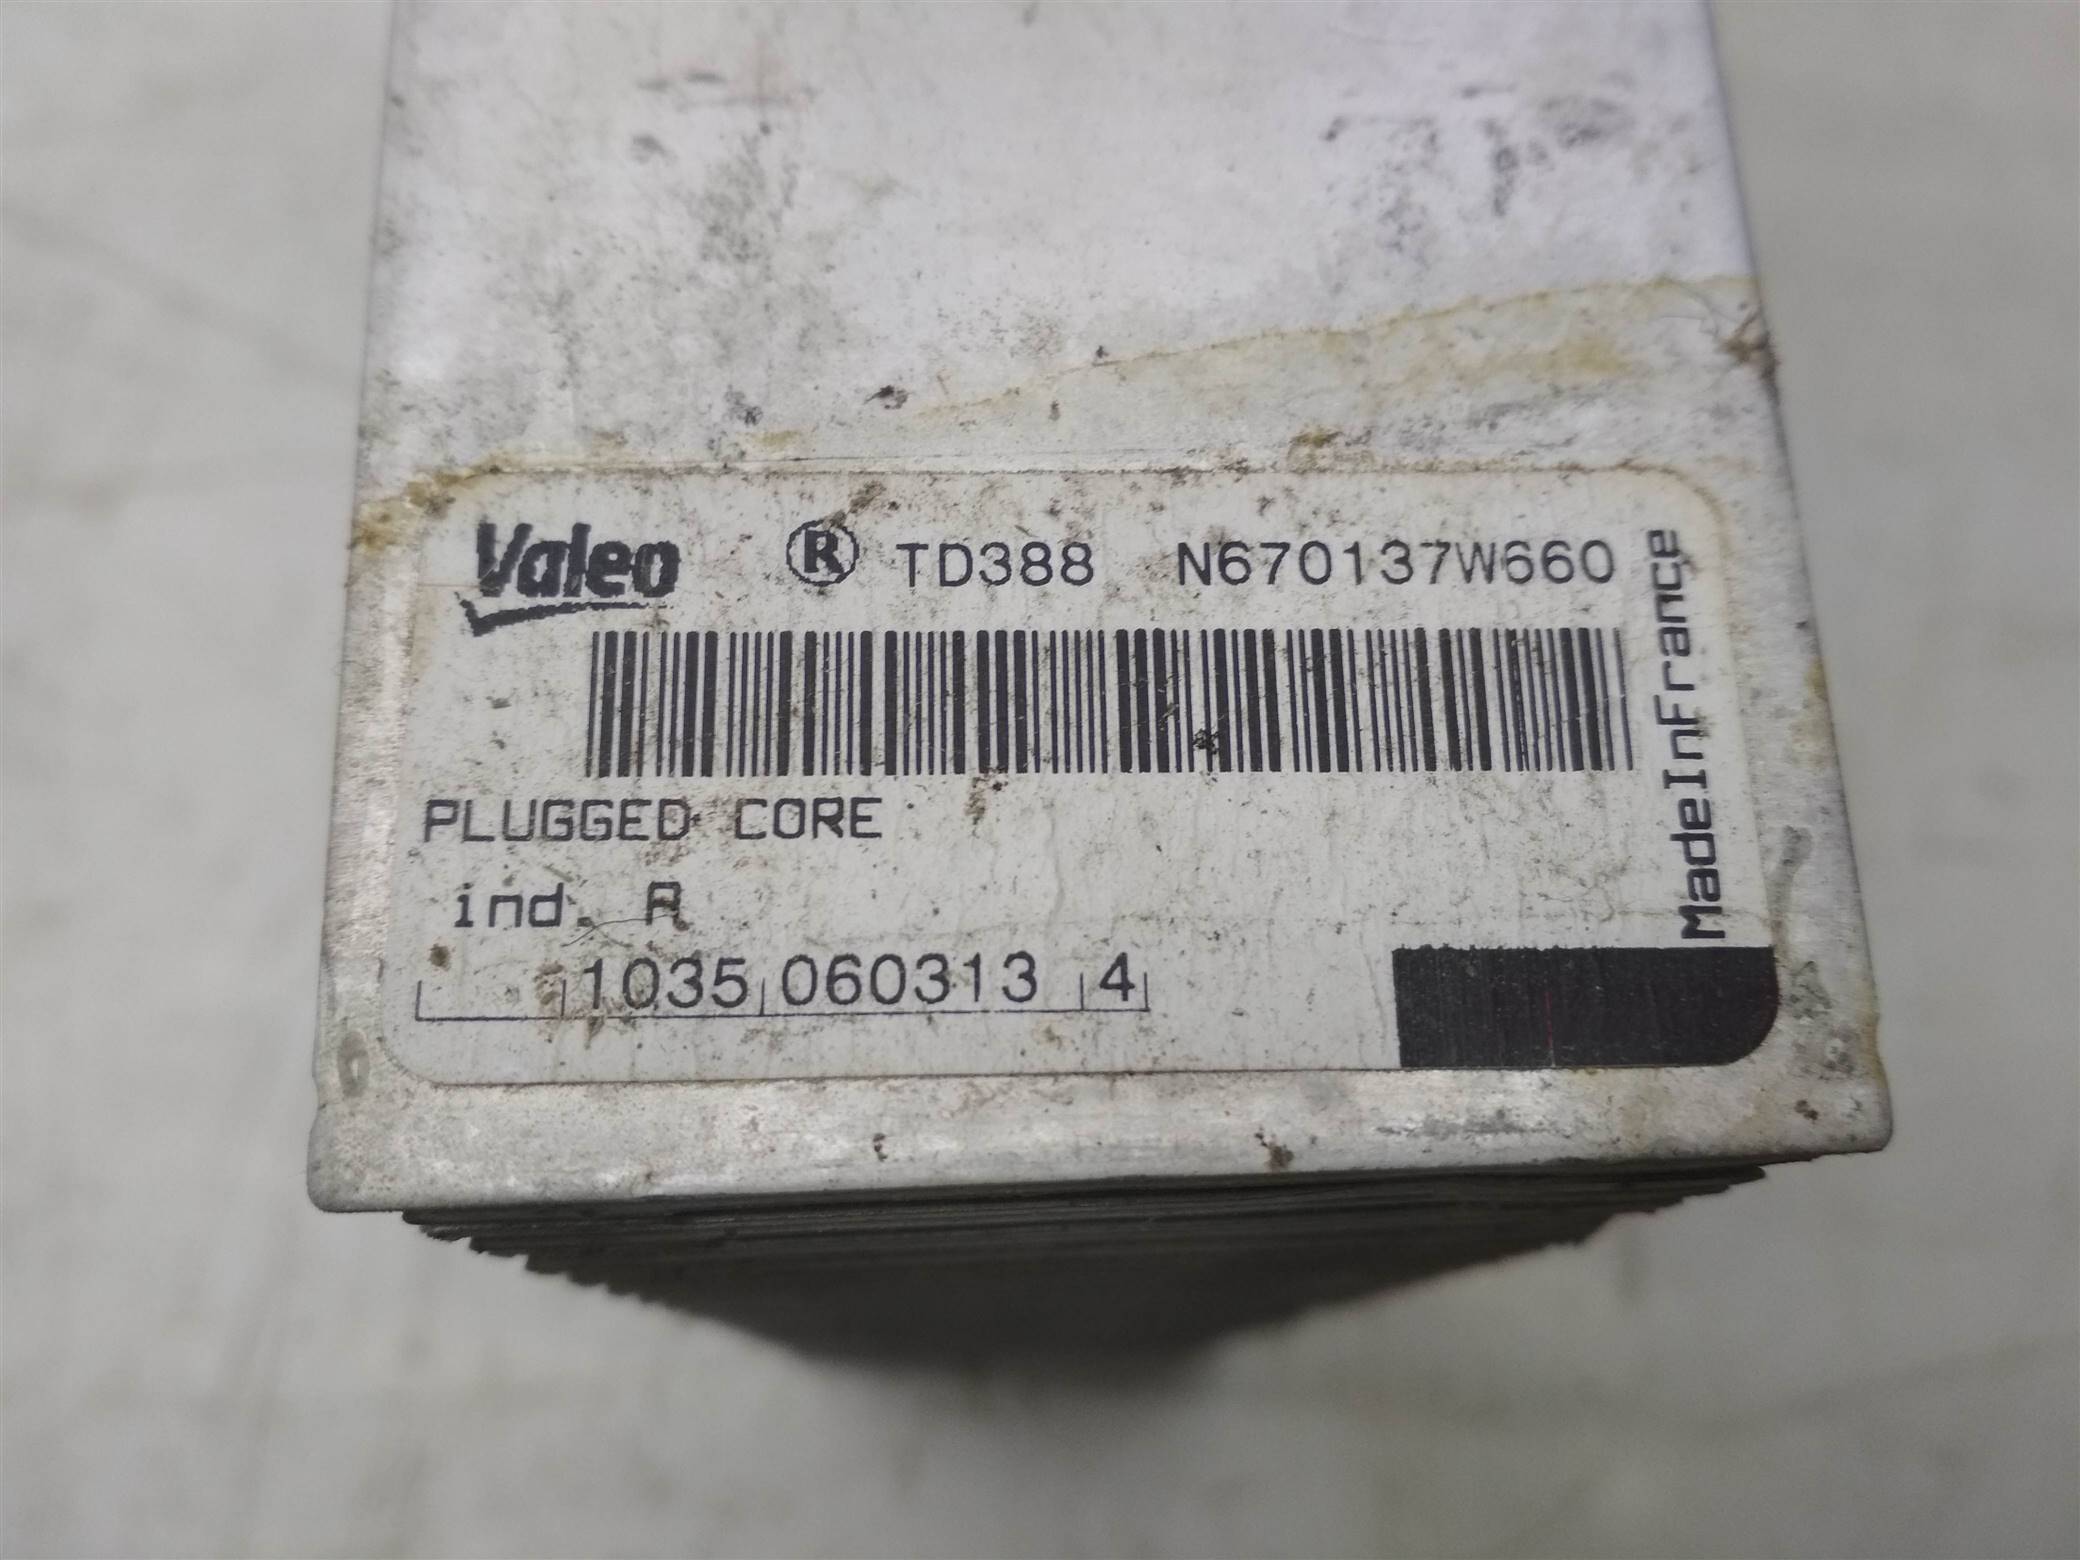 Valeo ® TD388 N670137W660
MadeInFrance
PLUGGED CORE
ind. A
1035 060313 4